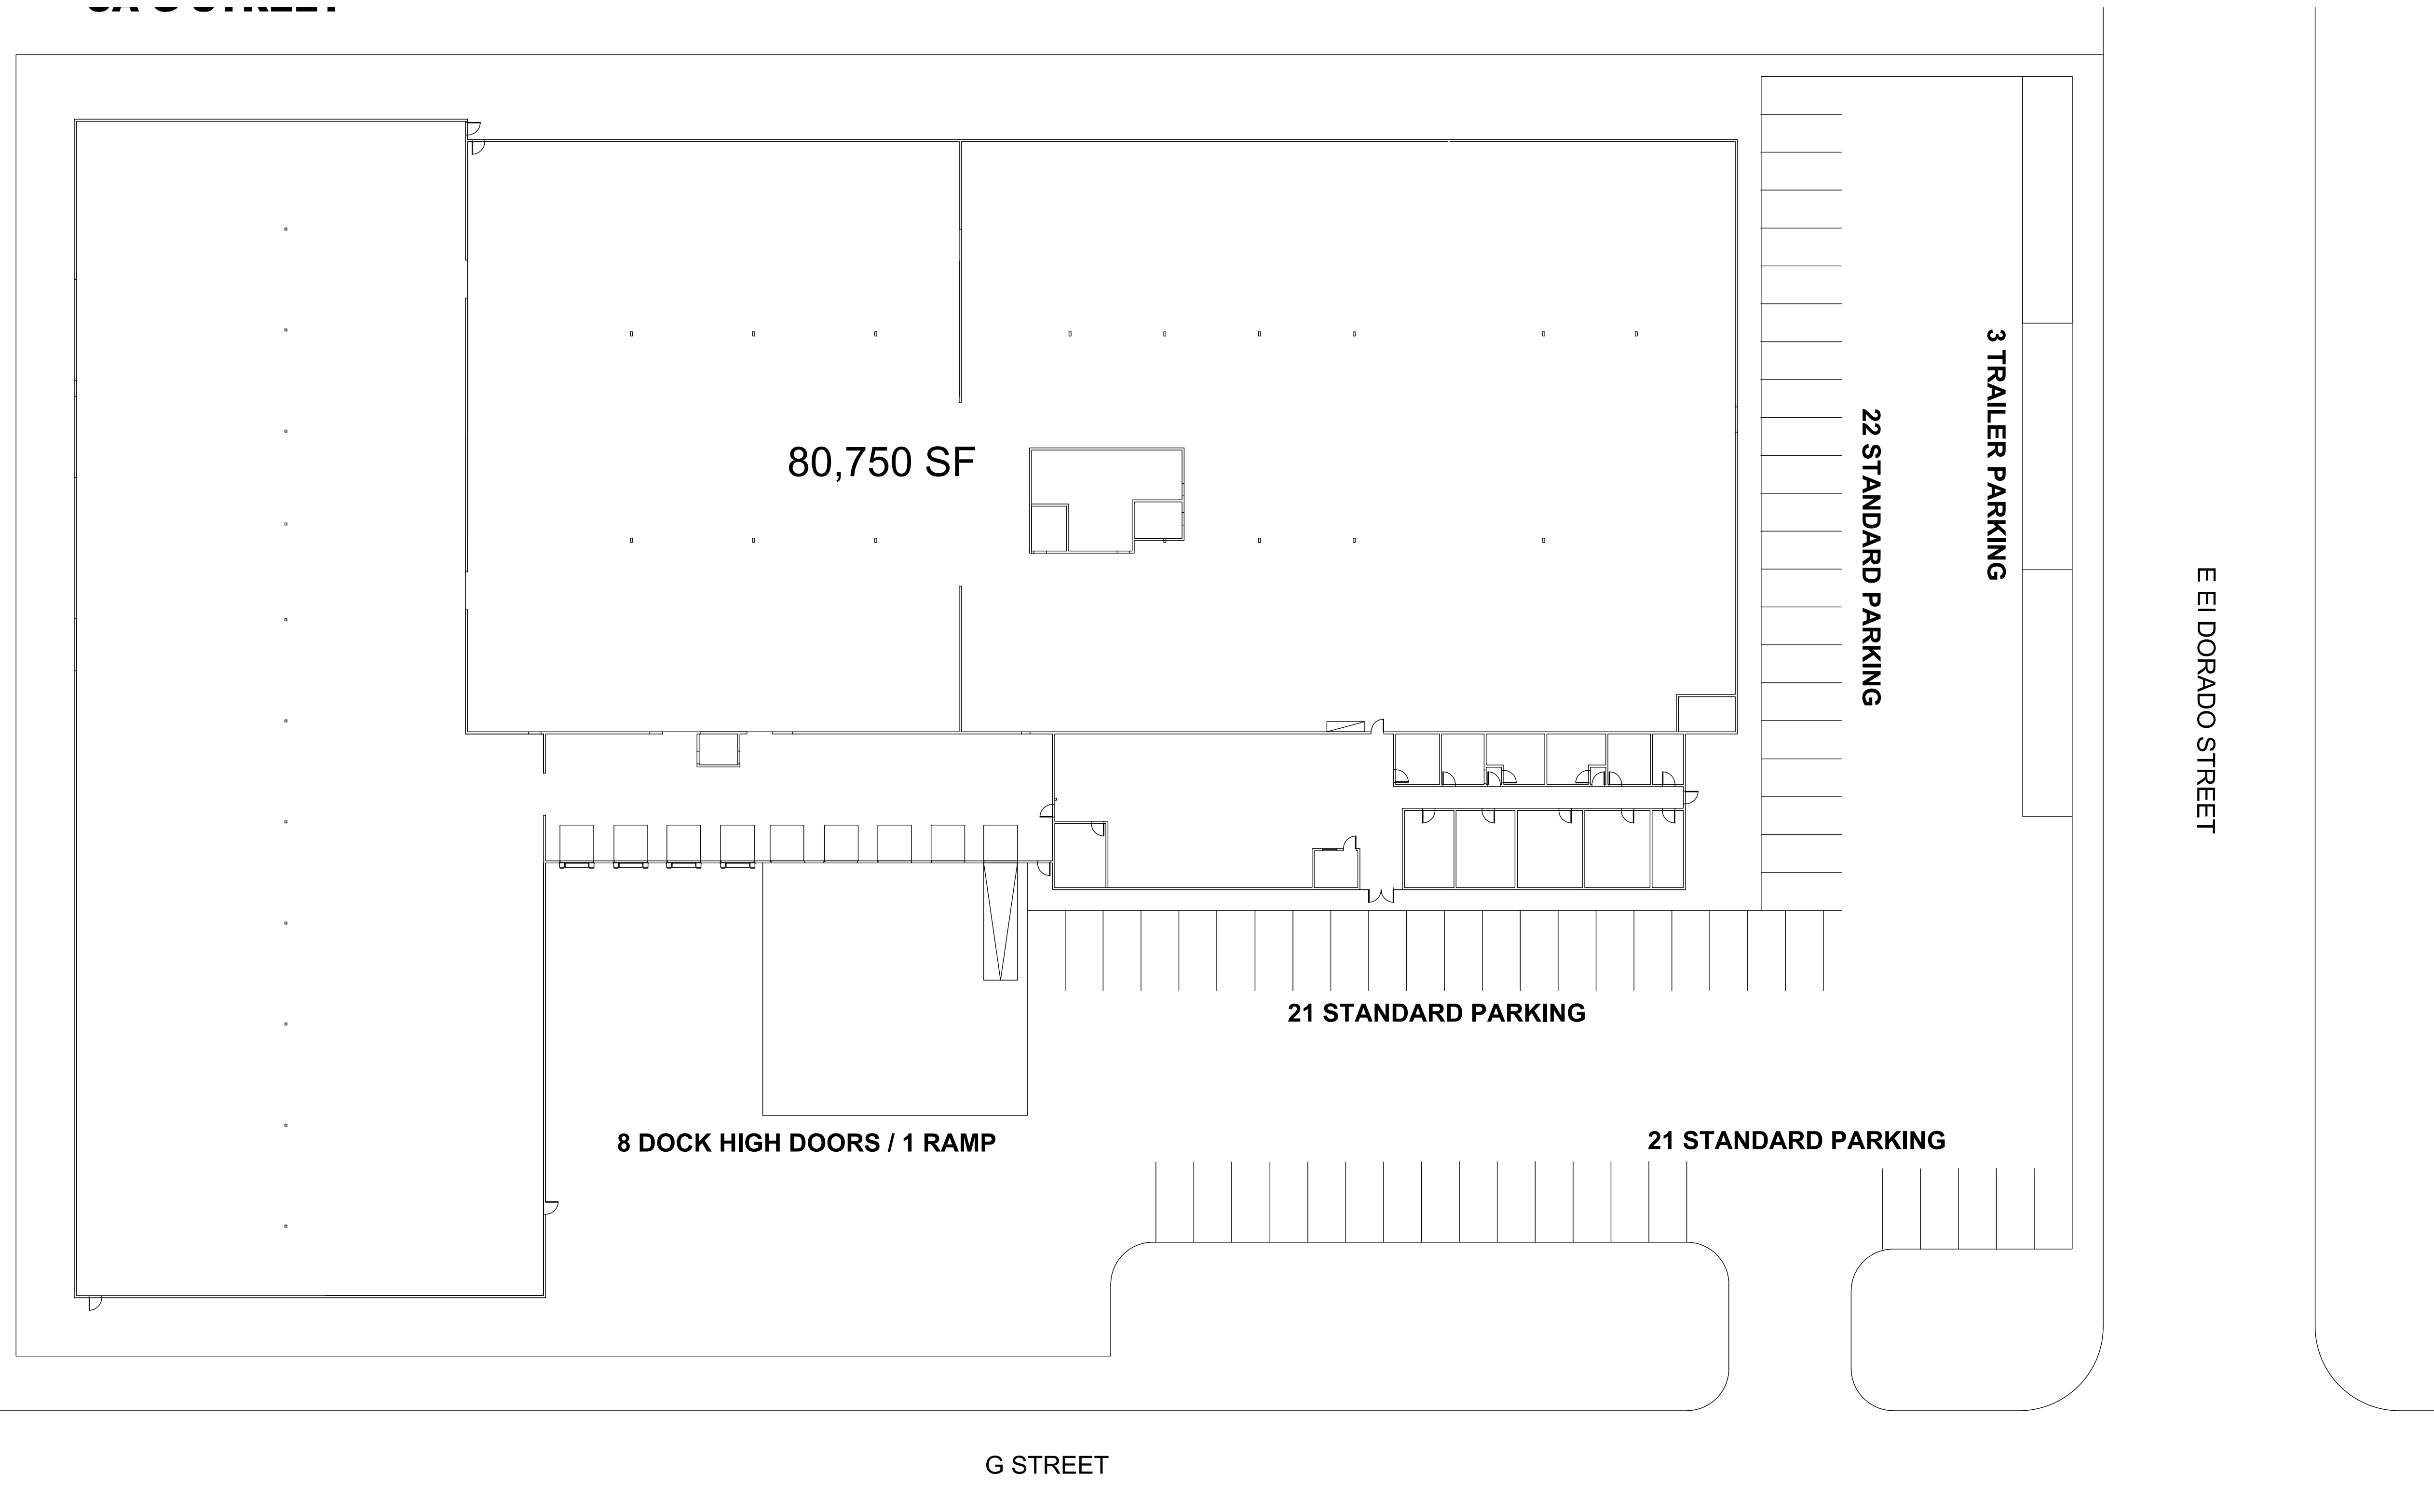 80,750 SF
3 TRAILER PARKING
22 STANDARD PARKING
E EI DORADO STREET
21 STANDARD PARKING
8 DOCK HIGH DOORS / 1 RAMP
21 STANDARD PARKING
G STREET